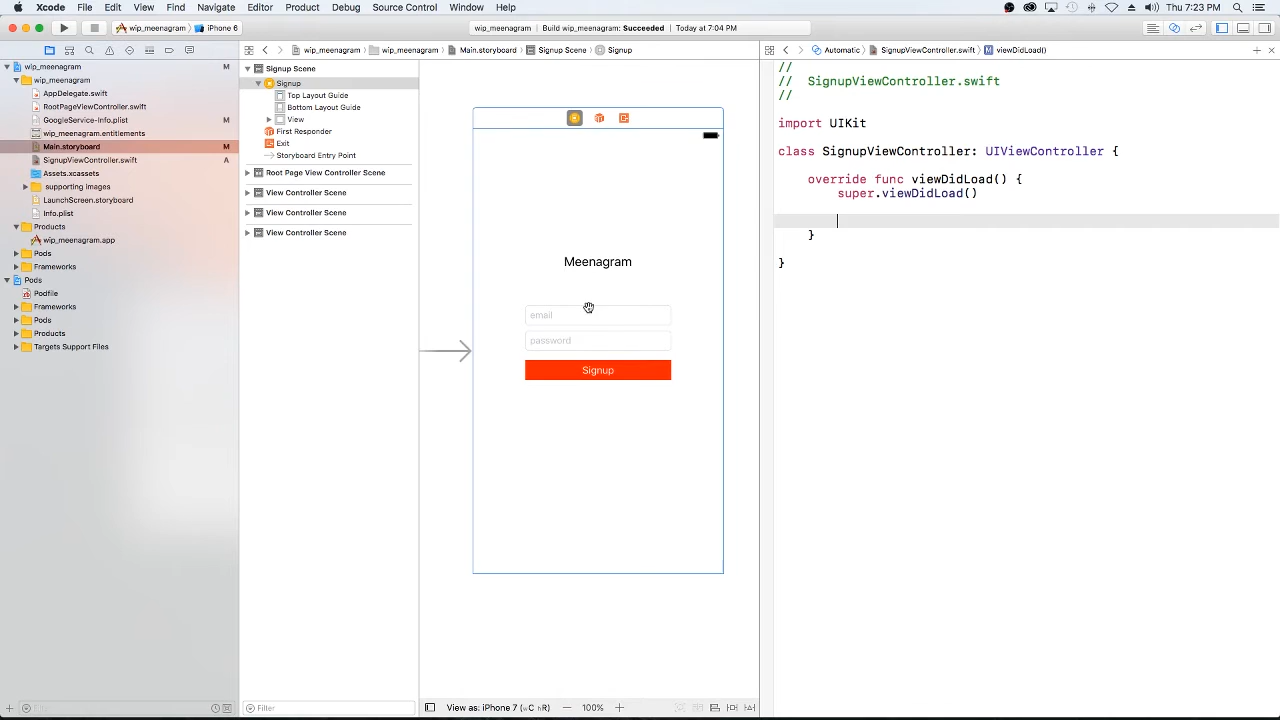 Xcode File Edit View Find Navigate Editor Product Debug Source Control Window Help Thu 7:23 PM
wip_meenagram iPhone 6 wip_meenagram Build wip_meenagram: Succeeded Today at 7:04 PM
wip_meenagram wip_meenagram Main.storyboard Signup Scene Signup
Automatic SignupViewController.swift viewDidLoad()
wip_meenagram M
wip_meenagram
AppDelegate.swift
RootPageViewController.swift
GoogleService-Info.plist M
wip_meenagram.entitlements
Main.storyboard M
SignupViewController.swift A
Assets.xcassets
supporting images
LaunchScreen.storyboard
Info.plist
Products
wip_meenagram.app
Pods
Frameworks
Pods
Podfile
Frameworks
Pods
Products
Targets Support Files
Signup Scene
Signup
Top Layout Guide
Bottom Layout Guide
View
First Responder
Exit
Storyboard Entry Point
Root Page View Controller Scene
View Controller Scene
View Controller Scene
View Controller Scene
Meenagram
email
password
Signup
//
// SignupViewController.swift
//
import UIKit
class SignupViewController: UIViewController {
override func viewDidLoad() {
super.viewDidLoad()
}
}
Filter
View as: iPhone 7 (wC hR) — 100% +